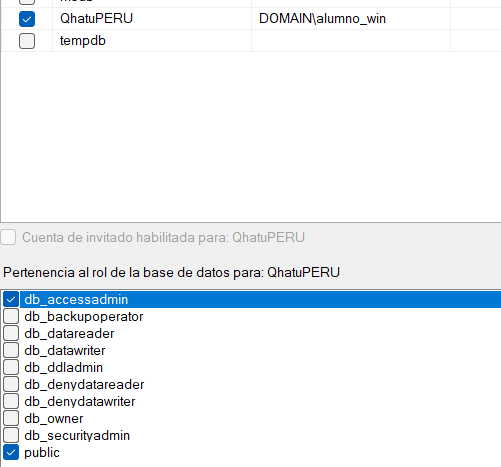 QhatuPERU DOMAIN\alumno_win
tempdb
Cuenta de invitado habilitada para: QhatuPERU
Pertenencia al rol de la base de datos para: QhatuPERU
db_accessadmin
db_backupoperator
db_datareader
db_datawriter
db_ddladmin
db_denydatareader
db_denydatawriter
db_owner
db_securityadmin
public